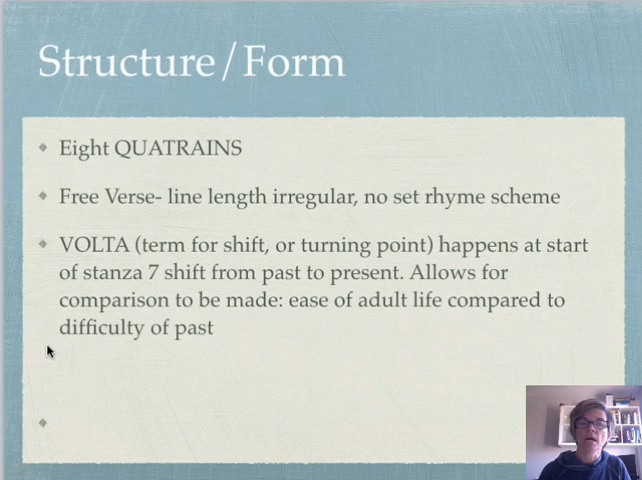 Structure/Form
Eight QUATRAINS
Free Verse- line length irregular, no set rhyme scheme
VOLTA (term for shift, or turning point) happens at start
of stanza 7 shift from past to present. Allows for
comparison to be made: ease of adult life compared to
difficulty of past